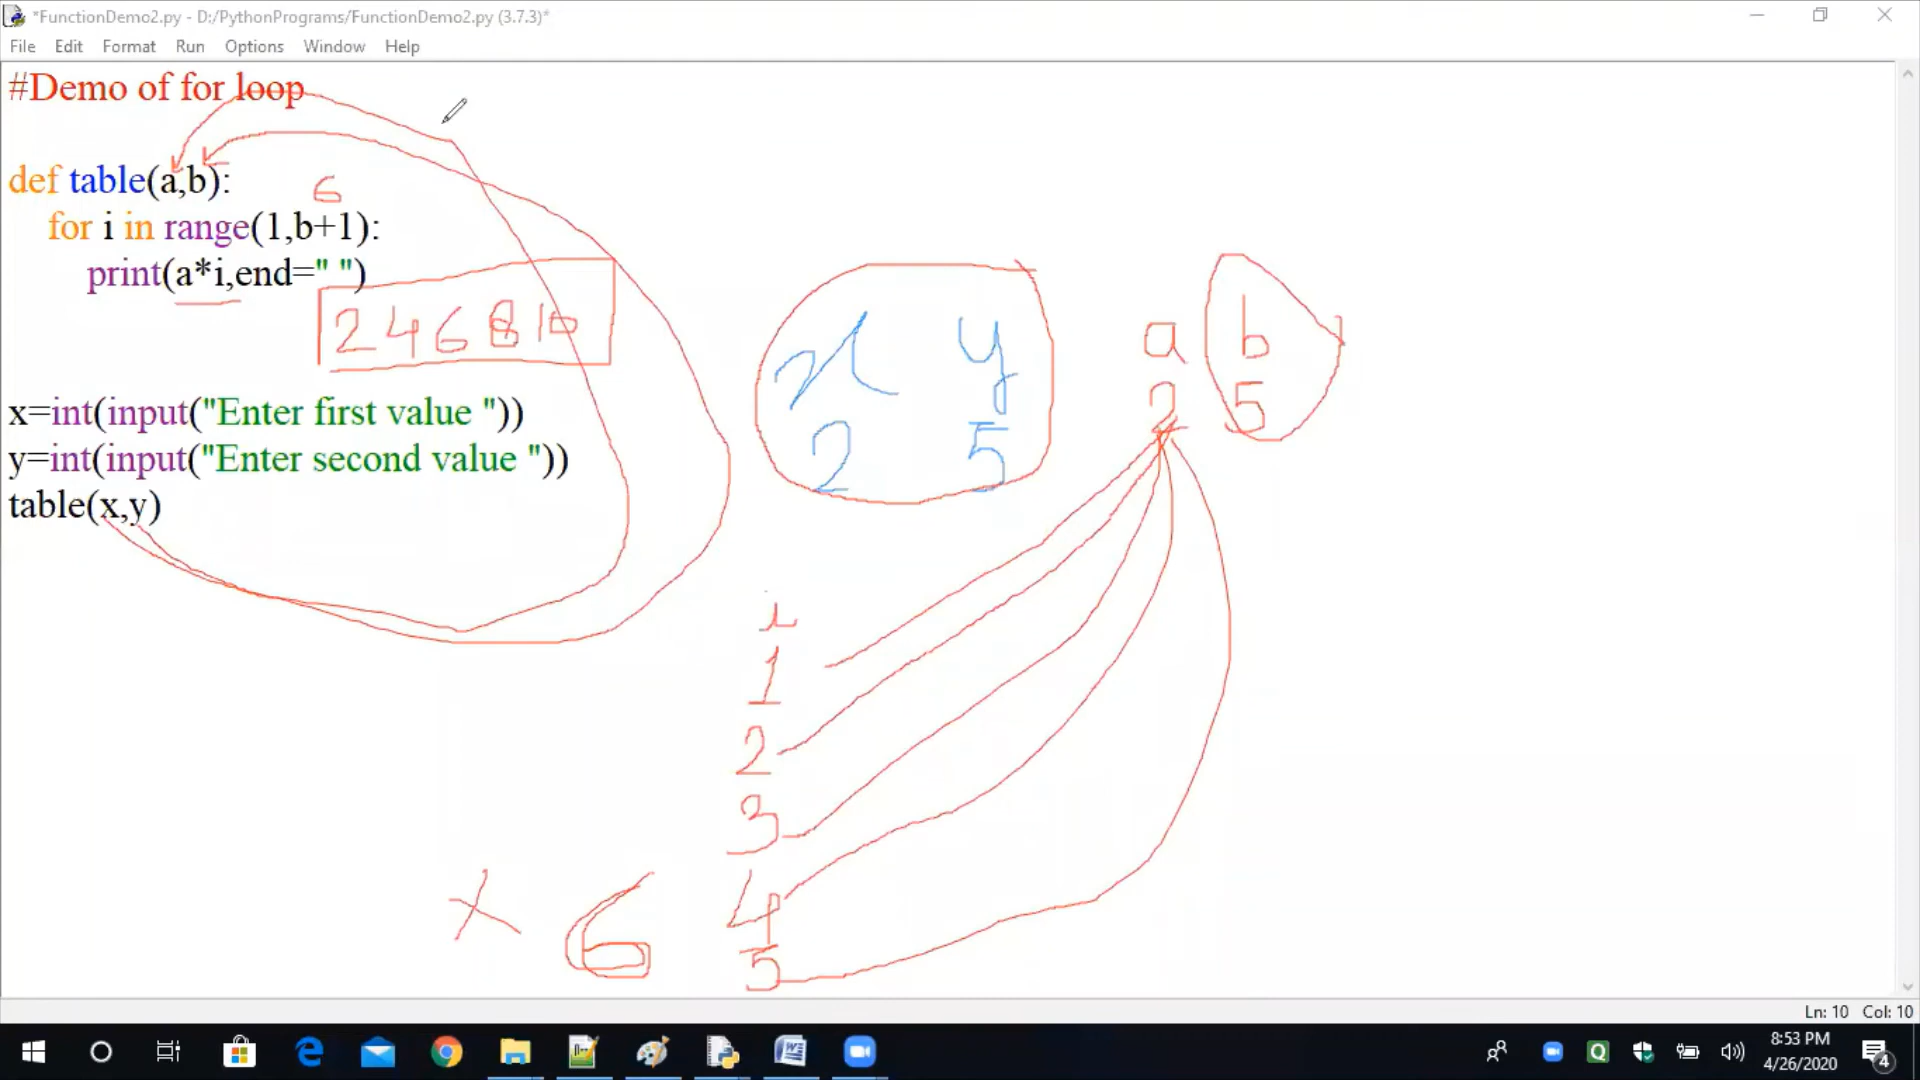 *FunctionDemo2.py - D:/PythonPrograms/FunctionDemo2.py (3.7.3)*
File Edit Format Run Options Window Help
#Demo of for loop
def table(a,b):
6
for i in range(1,b+1):
print(a*i,end=" ")
2 4 6 8 10
x y
2 5
a b
2 5
x=int(input("Enter first value "))
y=int(input("Enter second value "))
table(x,y)
i
1
2
3
4
5
x 6
Ln: 10 Col: 10
8:53 PM
4/26/2020
4